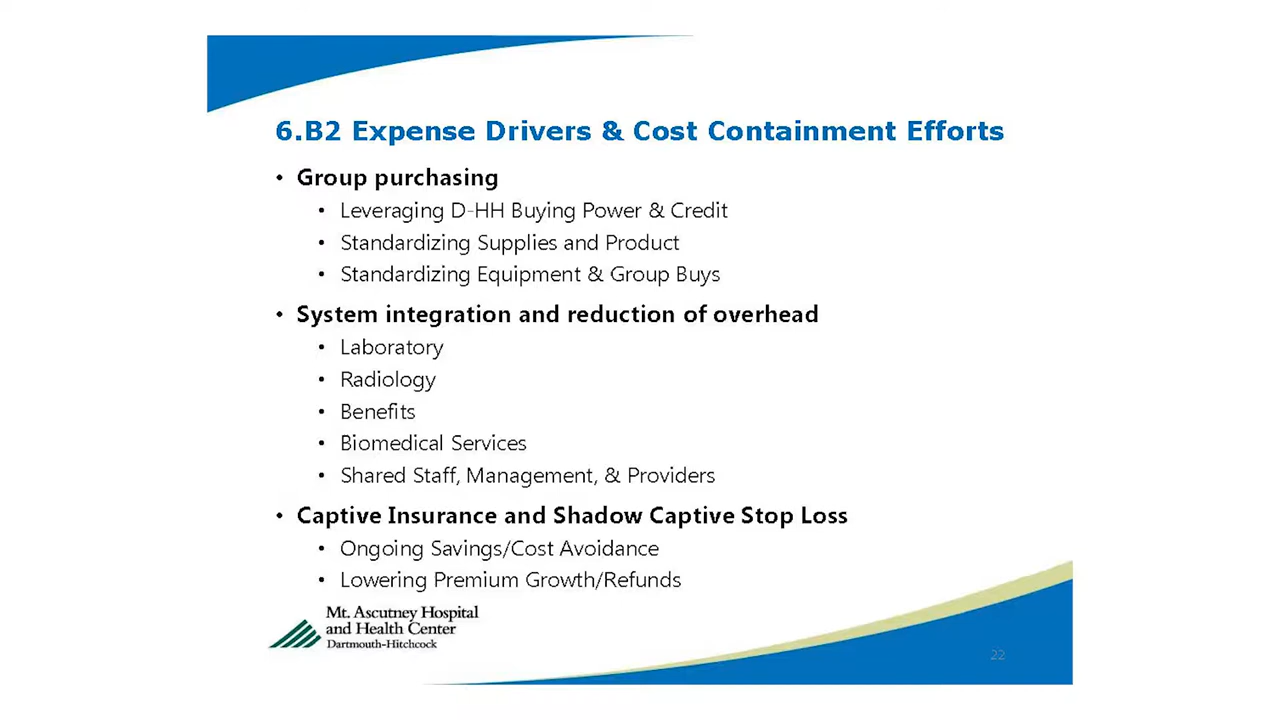 6.B2 Expense Drivers & Cost Containment Efforts
• Group purchasing
• Leveraging D-HH Buying Power & Credit
• Standardizing Supplies and Product
• Standardizing Equipment & Group Buys
• System integration and reduction of overhead
• Laboratory
• Radiology
• Benefits
• Biomedical Services
• Shared Staff, Management, & Providers
• Captive Insurance and Shadow Captive Stop Loss
• Ongoing Savings/Cost Avoidance
• Lowering Premium Growth/Refunds
Mt. Ascutney Hospital
and Health Center
Dartmouth-Hitchcock
22